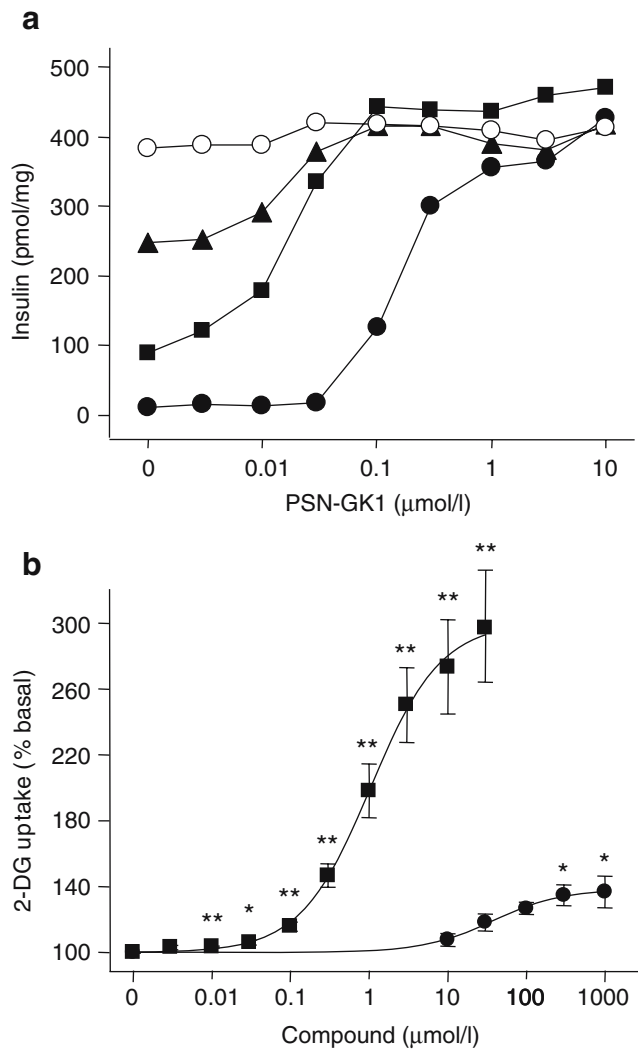 a
500
400
300
200
100
0
Insulin (pmol/mg)
0 0.01 0.1 1 10
PSN-GK1 (μmol/l)
b
300
260
220
180
140
100
2-DG uptake (% basal)
** * ** ** ** ** ** **
* *
0 0.01 0.1 1 10 100 1000
Compound (μmol/l)